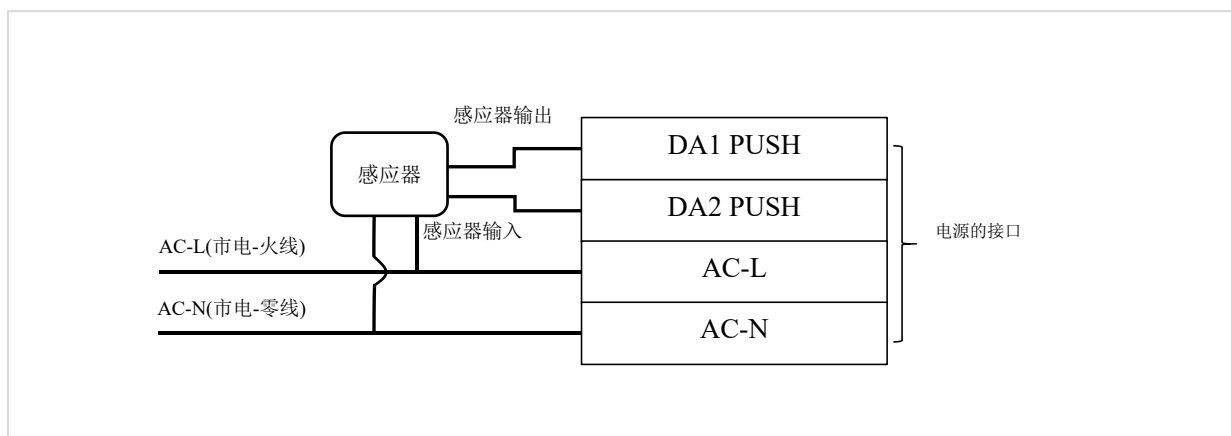 感应器输出
DA1 PUSH
感应器
DA2 PUSH
感应器输入
电源的接口
AC-L(市电-火线)
AC-L
AC-N(市电-零线)
AC-N